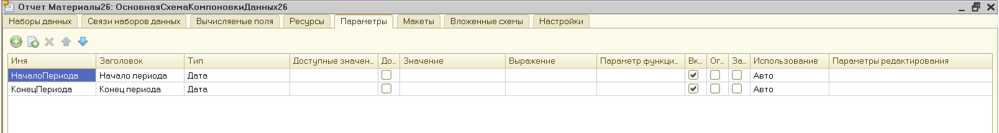 Отчет Материалы26: ОсновнаяСхемаКомпоновкиДанных26
Наборы данных Связи наборов данных Вычисляемые поля Ресурсы Параметры Макеты Вложенные схемы Настройки
Имя Заголовок Тип Доступные значен... До... Значение Выражение Параметр функци... Вк... Ог... За... Использование Параметры редактирования
НачалоПериода Начало периода Дата Авто
КонецПериода Конец периода Дата Авто